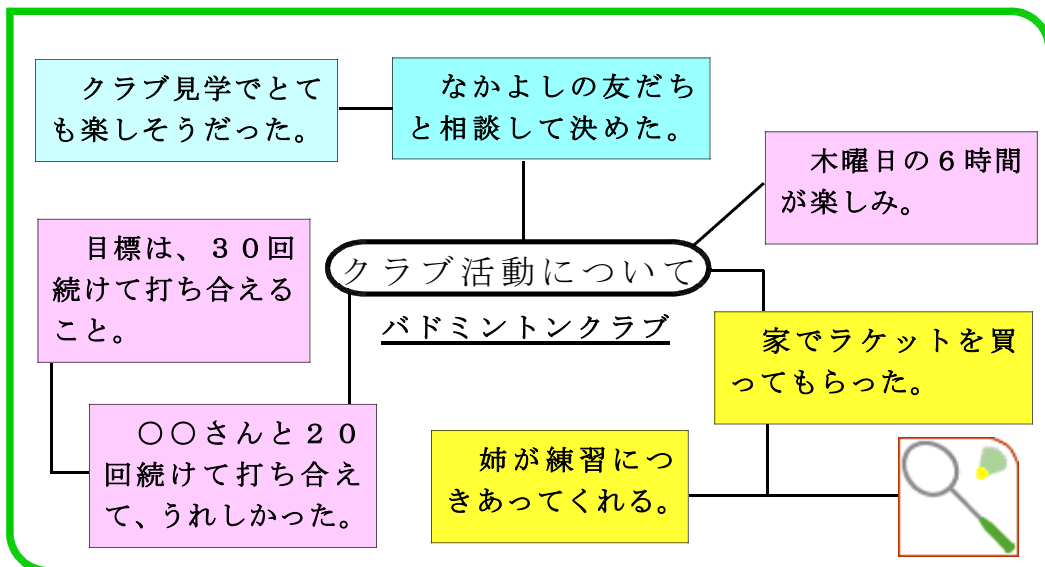 クラブ見学でとて
も楽しそうだった。
なかよしの友だち
と相談して決めた。
木曜日の６時間
が楽しみ。
目標は、３０回
続けて打ち合える
こと。
クラブ活動について
バドミントンクラブ
家でラケットを買
ってもらった。
〇〇さんと２０
回続けて打ち合え
て、うれしかった。
姉が練習につ
きあってくれる。